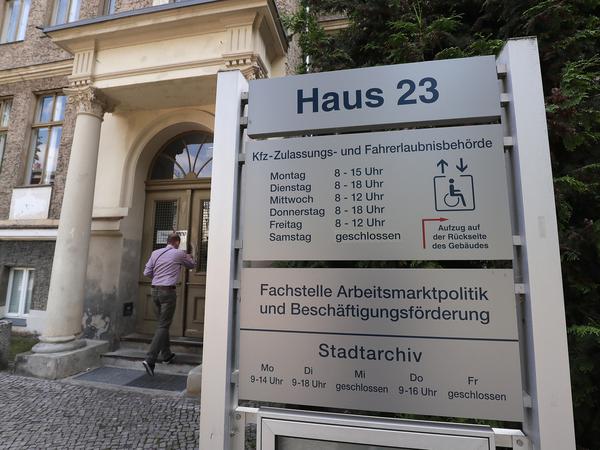 Haus 23
Kfz-Zulassungs- und Fahrerlaubnisbehörde
Montag 8 - 15 Uhr
Dienstag 8 - 18 Uhr
Mittwoch 8 - 12 Uhr
Donnerstag 8 - 18 Uhr
Freitag 8 - 12 Uhr
Samstag geschlossen
Aufzug auf
der Rückseite
des Gebäudes
Fachstelle Arbeitsmarktpolitik
und Beschäftigungsförderung
Stadtarchiv
Mo Di Mi Do Fr
9-14 Uhr 9-18 Uhr geschlossen 9-16 Uhr geschlossen